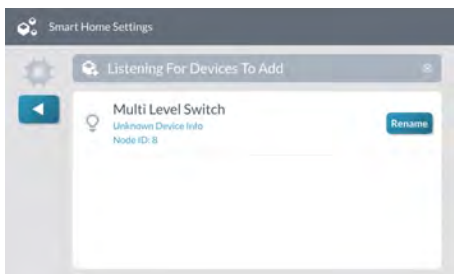 Smart Home Settings
Listening For Devices To Add
Multi Level Switch
Unknown Device Info
Rename
Node ID: 8